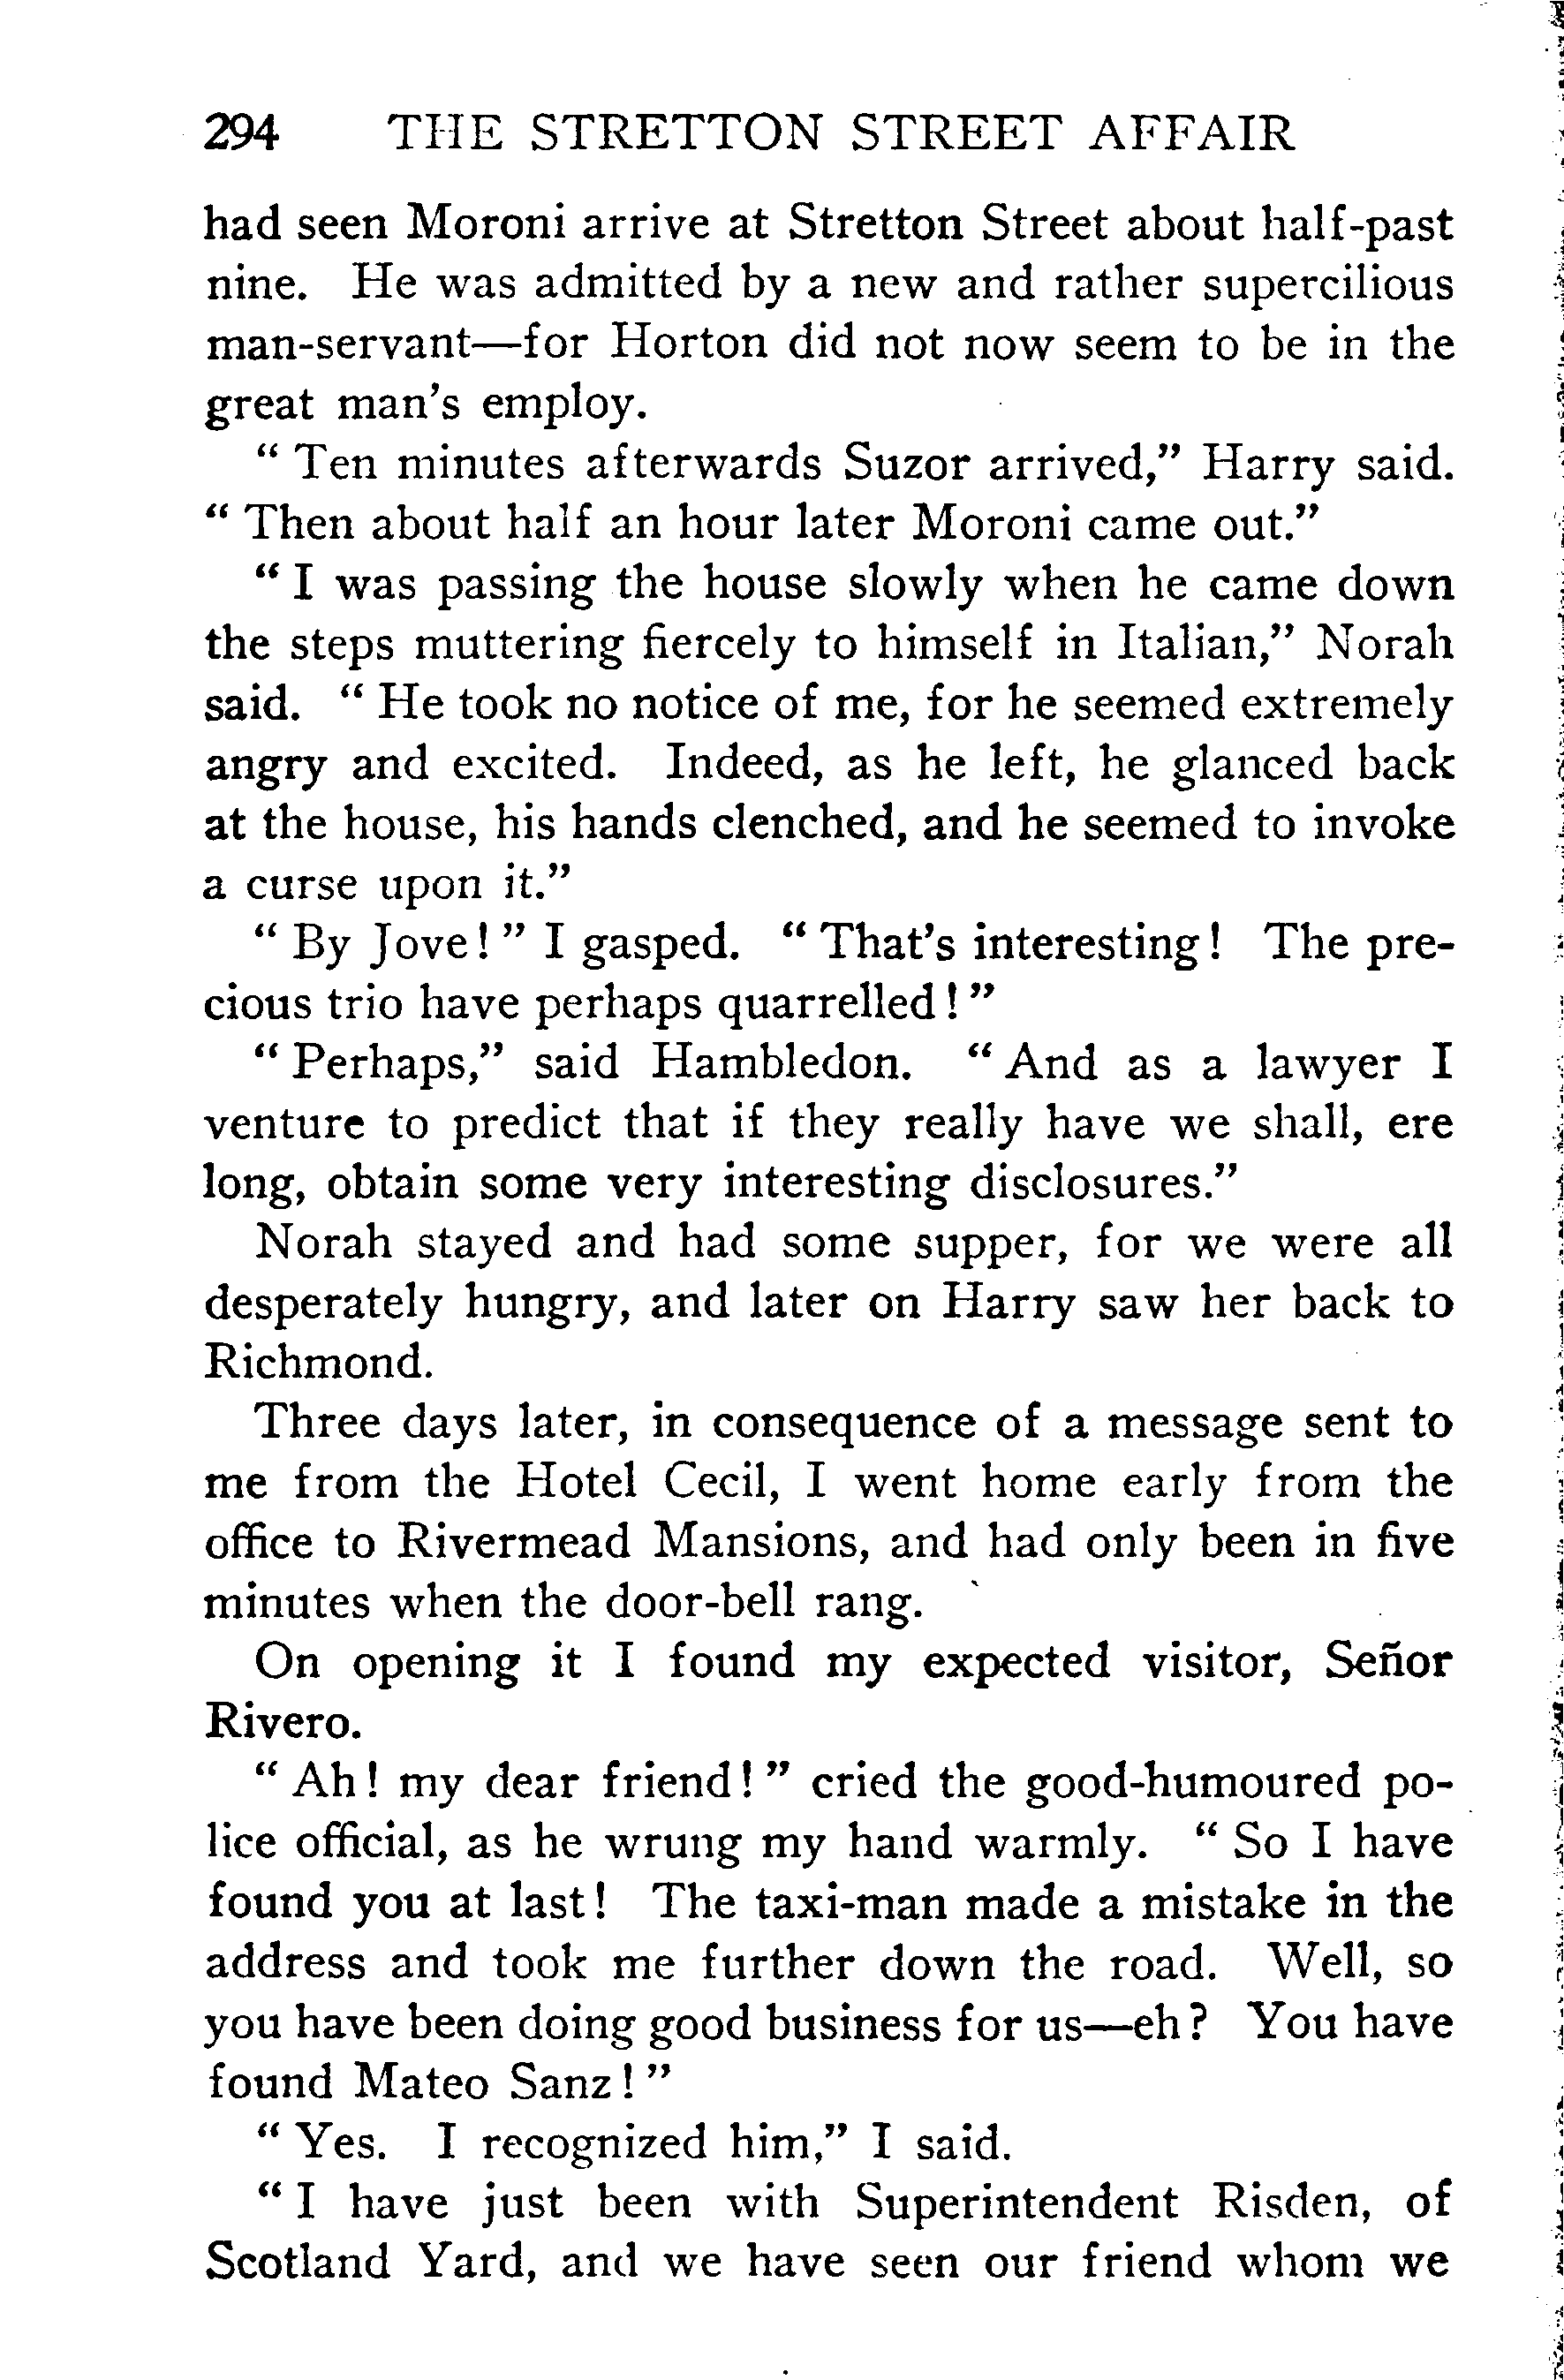 294 THE STRETTON STREET AFFAIR
had seen Moroni arrive at Stretton Street about half-past
nine. He was admitted by a new and rather supercilious
man-servant—for Horton did not now seem to be in the
great man's employ.
" Ten minutes afterwards Suzor arrived," Harry said.
" Then about half an hour later Moroni came out."
" I was passing the house slowly when he came down
the steps muttering fiercely to himself in Italian," Norah
said. " He took no notice of me, for he seemed extremely
angry and excited. Indeed, as he left, he glanced back
at the house, his hands clenched, and he seemed to invoke
a curse upon it."
" By Jove! " I gasped. " That's interesting! The pre-
cious trio have perhaps quarrelled! "
" Perhaps," said Hambledon. " And as a lawyer I
venture to predict that if they really have we shall, ere
long, obtain some very interesting disclosures."
Norah stayed and had some supper, for we were all
desperately hungry, and later on Harry saw her back to
Richmond.
Three days later, in consequence of a message sent to
me from the Hotel Cecil, I went home early from the
office to Rivermead Mansions, and had only been in five
minutes when the door-bell rang.
On opening it I found my expected visitor, Señor
Rivero.
" Ah! my dear friend! " cried the good-humoured po-
lice official, as he wrung my hand warmly. " So I have
found you at last! The taxi-man made a mistake in the
address and took me further down the road. Well, so
you have been doing good business for us—eh? You have
found Mateo Sanz! "
" Yes. I recognized him," I said.
" I have just been with Superintendent Risden, of
Scotland Yard, and we have seen our friend whom we